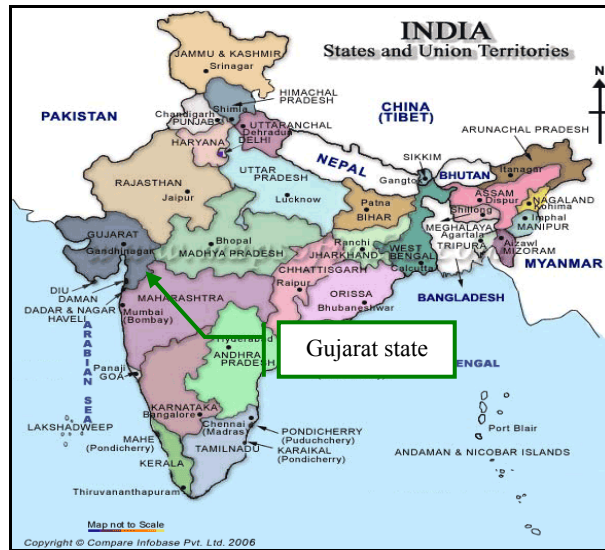 INDIA
States and Union Territories
JAMMU & KASHMIR
Srinagar
HIMACHAL
PRADESH
PAKISTAN
Chandigarh
PUNJAB
Shimla
UTTARANCHAL
Dehradun
CHINA
(TIBET)
HARYANA
DELHI
ARUNACHAL PRADESH
NEPAL
SIKKIM
Gangtok
BHUTAN
Itanagar
RAJASTHAN
Jaipur
UTTAR
PRADESH
Lucknow
Patna
BIHAR
ASSAM
Dispur
NAGALAND
Kohima
Shillong
MEGHALAYA
Imphal
MANIPUR
Agartala
TRIPURA
Aizawl
MIZORAM
GUJARAT
Gandhinagar
Bhopal
MADHYA PRADESH
Ranchi
JHARKHAND
WEST
BENGAL
Calcutta
MYANMAR
CHHATTISGARH
Raipur
BANGLADESH
DIU
DAMAN
DADAR & NAGAR
HAVELI
MAHARASHTRA
Mumbai
(Bombay)
ORISSA
Bhubaneshwar
ARABIAN SEA
Hyderabad
ANDHRA
PRADESH
Gujarat state
ENGAL
Panaji
GOA
KARNATAKA
Bangalore
Chennai
(Madras)
PONDICHERRY
(Puduchchery)
Port Blair
LAKSHADWEEP
MAHE
(Pondicherry)
TAMILNADU
KARAIKAL
(Pondicherry)
ANDAMAN & NICOBAR ISLANDS
KERALA
Thiruvananthapuram
Map not to Scale
Copyright © Compare Infobase Pvt. Ltd. 2006